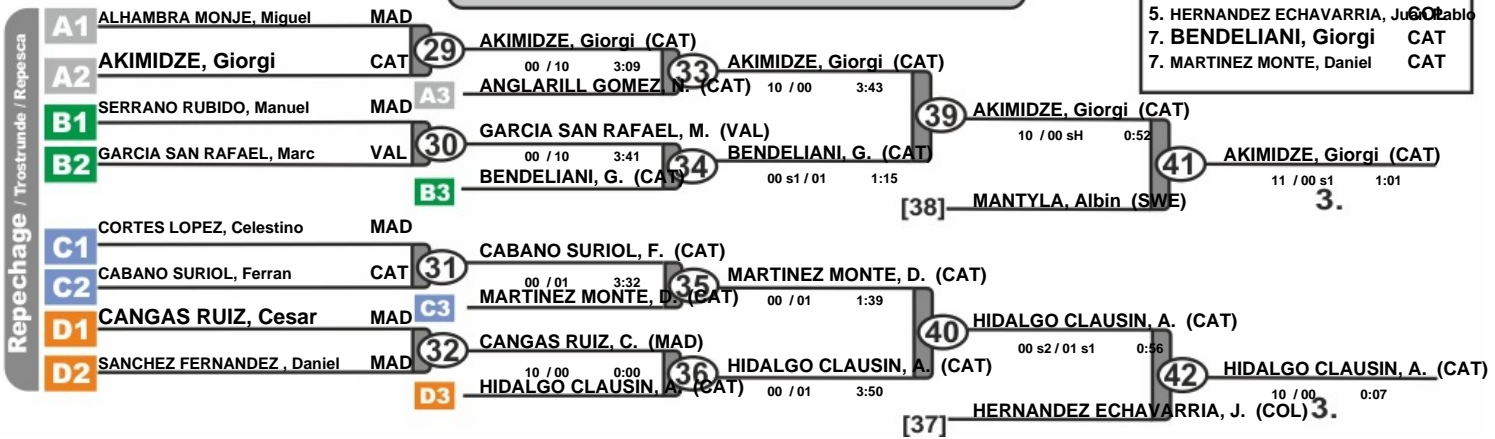 5. HERNANDEZ ECHAVARRIA, Juan Pablo COL
7. BENDELIANI, Giorgi CAT
7. MARTINEZ MONTE, Daniel CAT
Repechage / Trostrunde / Repesca
A1 ALHAMBRA MONJE, Miguel MAD
A2 AKIMIDZE, Giorgi CAT
29
AKIMIDZE, Giorgi (CAT)
00 / 10 3:09
A3 ANGLARILL GOMEZ, N. (CAT)
33
AKIMIDZE, Giorgi (CAT)
10 / 00 3:43
B1 SERRANO RUBIDO, Manuel MAD
B2 GARCIA SAN RAFAEL, Marc VAL
30
GARCIA SAN RAFAEL, M. (VAL)
00 / 10 3:41
B3 BENDELIANI, G. (CAT)
34
BENDELIANI, G. (CAT)
00 s1 / 01 1:15
39
AKIMIDZE, Giorgi (CAT)
10 / 00 sH 0:52
[38] MANTYLA, Albin (SWE)
41
AKIMIDZE, Giorgi (CAT)
11 / 00 s1 1:01
3.
C1 CORTES LOPEZ, Celestino MAD
C2 CABANO SURIOL, Ferran CAT
31
CABANO SURIOL, F. (CAT)
00 / 01 3:32
C3 MARTINEZ MONTE, D. (CAT)
35
MARTINEZ MONTE, D. (CAT)
00 / 01 1:39
D1 CANGAS RUIZ, Cesar MAD
D2 SANCHEZ FERNANDEZ , Daniel MAD
32
CANGAS RUIZ, C. (MAD)
10 / 00 0:00
D3 HIDALGO CLAUSIN, A. (CAT)
36
HIDALGO CLAUSIN, A. (CAT)
00 / 01 3:50
40
HIDALGO CLAUSIN, A. (CAT)
00 s2 / 01 s1 0:56
[37] HERNANDEZ ECHAVARRIA, J. (COL)
42
HIDALGO CLAUSIN, A. (CAT)
10 / 00 0:07
3.